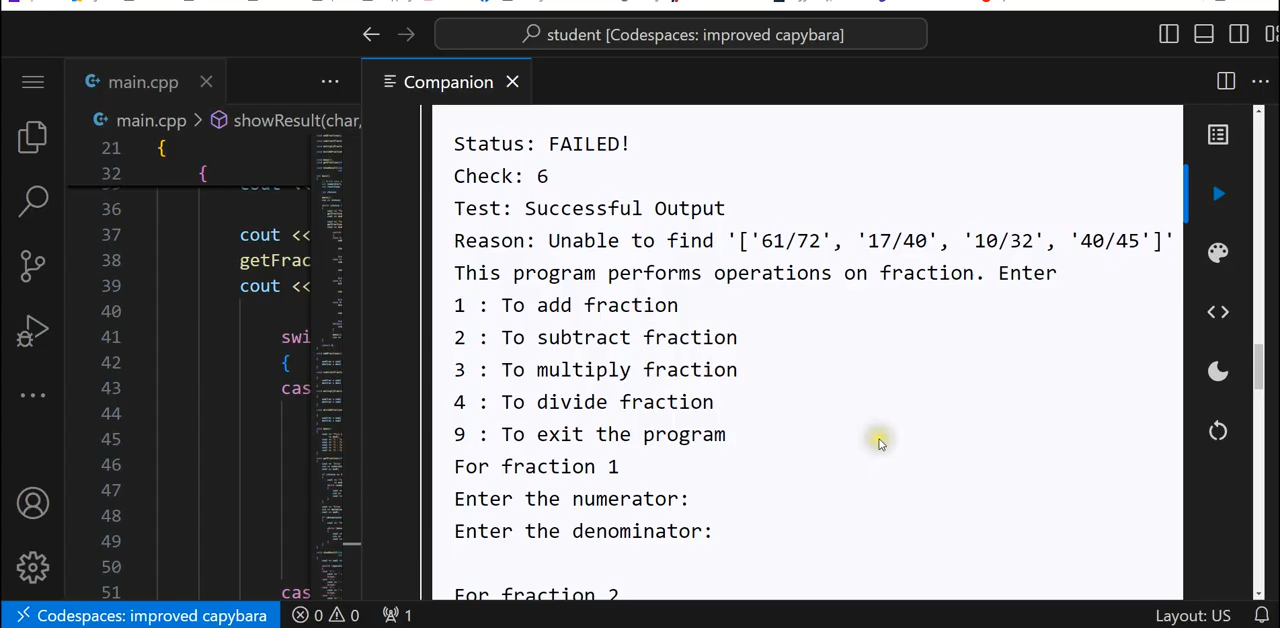 student [Codespaces: improved capybara]
main.cpp
Companion
main.cpp > showResult(char,
21 {
32 {
36
37 cout <<
38 getFrac
39 cout <<
40
41 swi
42 {
43 cas
44
45
46
47
48
49
50
51 cas
Status: FAILED!
Check: 6
Test: Successful Output
Reason: Unable to find '['61/72', '17/40', '10/32', '40/45']'
This program performs operations on fraction. Enter
1 : To add fraction
2 : To subtract fraction
3 : To multiply fraction
4 : To divide fraction
9 : To exit the program
For fraction 1
Enter the numerator:
Enter the denominator:
For fraction 2
Codespaces: improved capybara
0 0 1
Layout: US